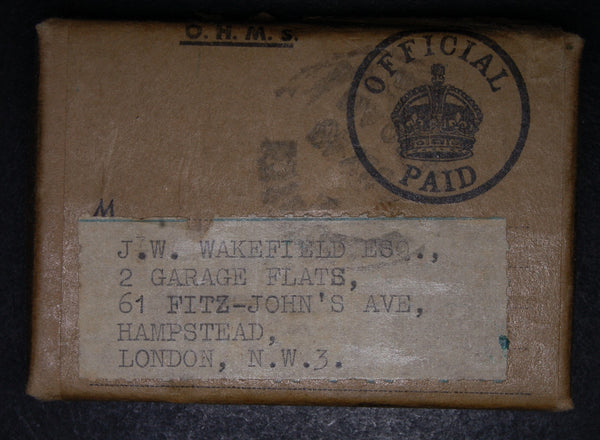 O. H. M. S.
OFFICIAL
PAID
M
J.W. WAKEFIELD ESQ.,
2 GARAGE FLATS,
61 FITZ-JOHN'S AVE,
HAMPSTEAD,
LONDON, N.W.3.